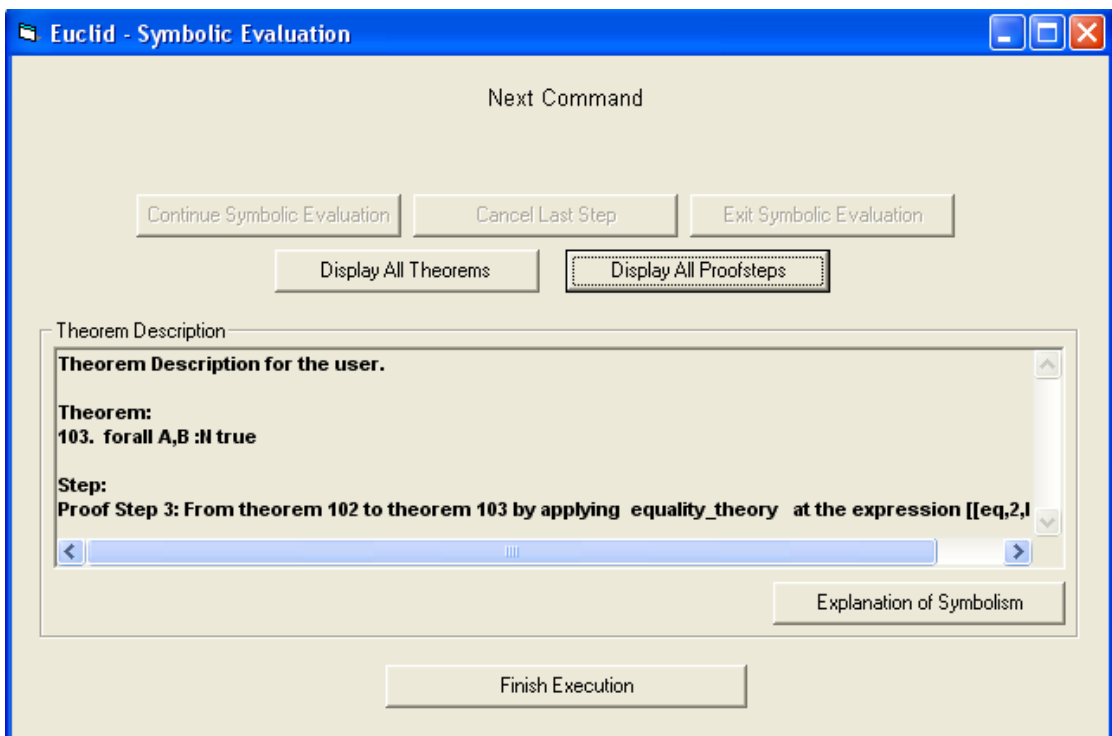 Euclid - Symbolic Evaluation
Next Command
Continue Symbolic Evaluation
Cancel Last Step
Exit Symbolic Evaluation
Display All Theorems
Display All Proofsteps
Theorem Description
Theorem Description for the user.
Theorem:
103. forall A,B :N true
Step:
Proof Step 3: From theorem 102 to theorem 103 by applying equality_theory at the expression [[eq,2,
Explanation of Symbolism
Finish Execution